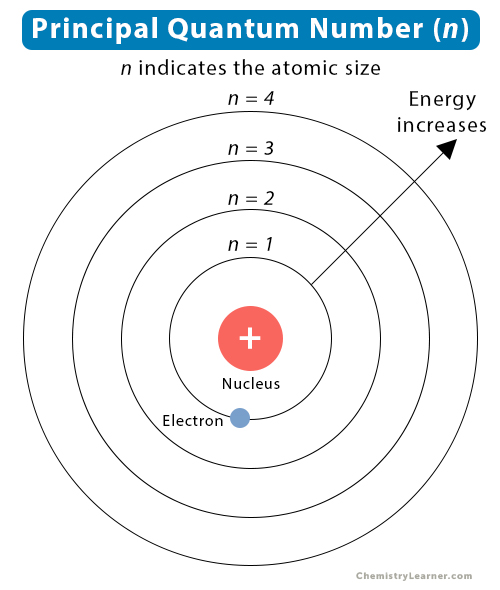 Principal Quantum Number (n)
n indicates the atomic size
n = 4
Energy
increases
n = 3
n = 2
n = 1
+
Nucleus
Electron
ChemistryLearner.com